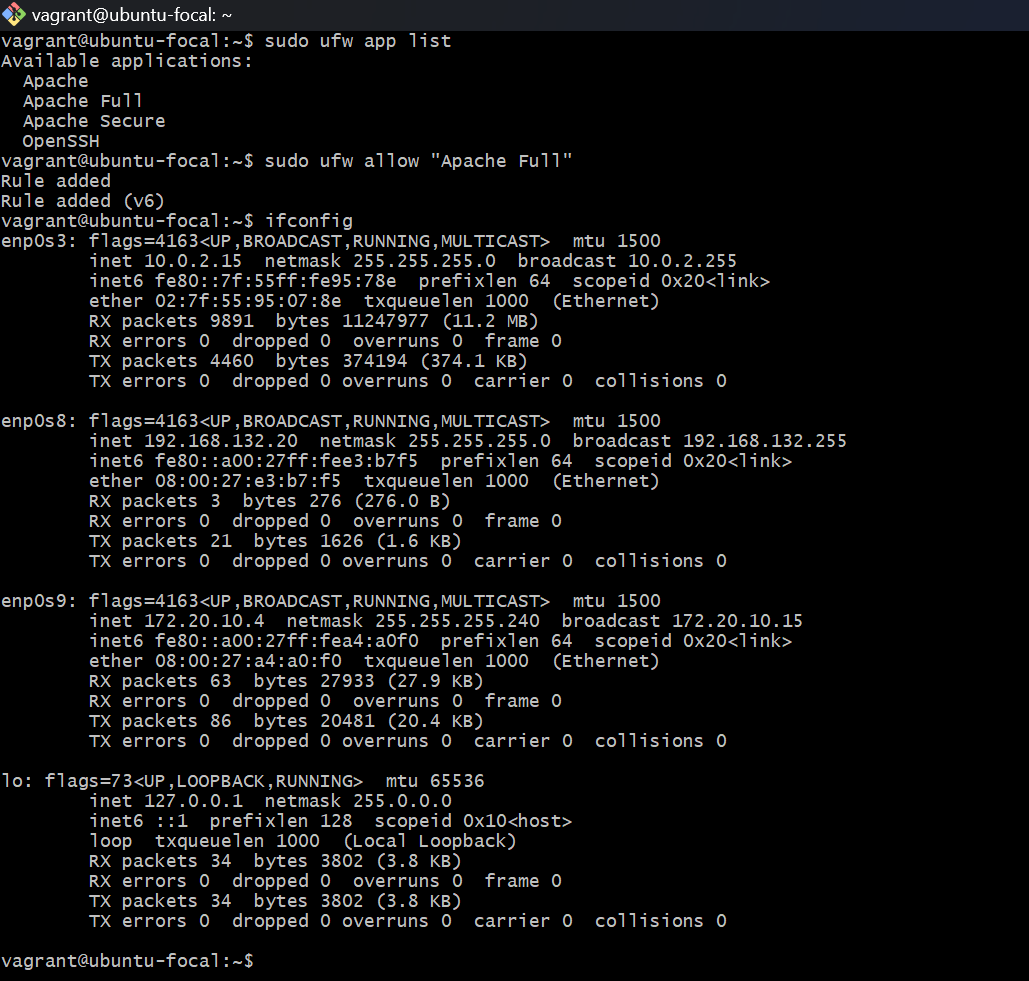 vagrant@ubuntu-focal: ~
vagrant@ubuntu-focal:~$ sudo ufw app list
Available applications:
  Apache
  Apache Full
  Apache Secure
  OpenSSH
vagrant@ubuntu-focal:~$ sudo ufw allow "Apache Full"
Rule added
Rule added (v6)
vagrant@ubuntu-focal:~$ ifconfig
enp0s3: flags=4163<UP,BROADCAST,RUNNING,MULTICAST>  mtu 1500
        inet 10.0.2.15  netmask 255.255.255.0  broadcast 10.0.2.255
        inet6 fe80::7f:55ff:fe95:78e  prefixlen 64  scopeid 0x20<link>
        ether 02:7f:55:95:07:8e  txqueuelen 1000  (Ethernet)
        RX packets 9891  bytes 11247977 (11.2 MB)
        RX errors 0  dropped 0  overruns 0  frame 0
        TX packets 4460  bytes 374194 (374.1 KB)
        TX errors 0  dropped 0 overruns 0  carrier 0  collisions 0

enp0s8: flags=4163<UP,BROADCAST,RUNNING,MULTICAST>  mtu 1500
        inet 192.168.132.20  netmask 255.255.255.0  broadcast 192.168.132.255
        inet6 fe80::a00:27ff:fee3:b7f5  prefixlen 64  scopeid 0x20<link>
        ether 08:00:27:e3:b7:f5  txqueuelen 1000  (Ethernet)
        RX packets 3  bytes 276 (276.0 B)
        RX errors 0  dropped 0  overruns 0  frame 0
        TX packets 21  bytes 1626 (1.6 KB)
        TX errors 0  dropped 0 overruns 0  carrier 0  collisions 0

enp0s9: flags=4163<UP,BROADCAST,RUNNING,MULTICAST>  mtu 1500
        inet 172.20.10.4  netmask 255.255.255.240  broadcast 172.20.10.15
        inet6 fe80::a00:27ff:fea4:a0f0  prefixlen 64  scopeid 0x20<link>
        ether 08:00:27:a4:a0:f0  txqueuelen 1000  (Ethernet)
        RX packets 63  bytes 27933 (27.9 KB)
        RX errors 0  dropped 0  overruns 0  frame 0
        TX packets 86  bytes 20481 (20.4 KB)
        TX errors 0  dropped 0 overruns 0  carrier 0  collisions 0

lo: flags=73<UP,LOOPBACK,RUNNING>  mtu 65536
        inet 127.0.0.1  netmask 255.0.0.0
        inet6 ::1  prefixlen 128  scopeid 0x10<host>
        loop  txqueuelen 1000  (Local Loopback)
        RX packets 34  bytes 3802 (3.8 KB)
        RX errors 0  dropped 0  overruns 0  frame 0
        TX packets 34  bytes 3802 (3.8 KB)
        TX errors 0  dropped 0 overruns 0  carrier 0  collisions 0

vagrant@ubuntu-focal:~$